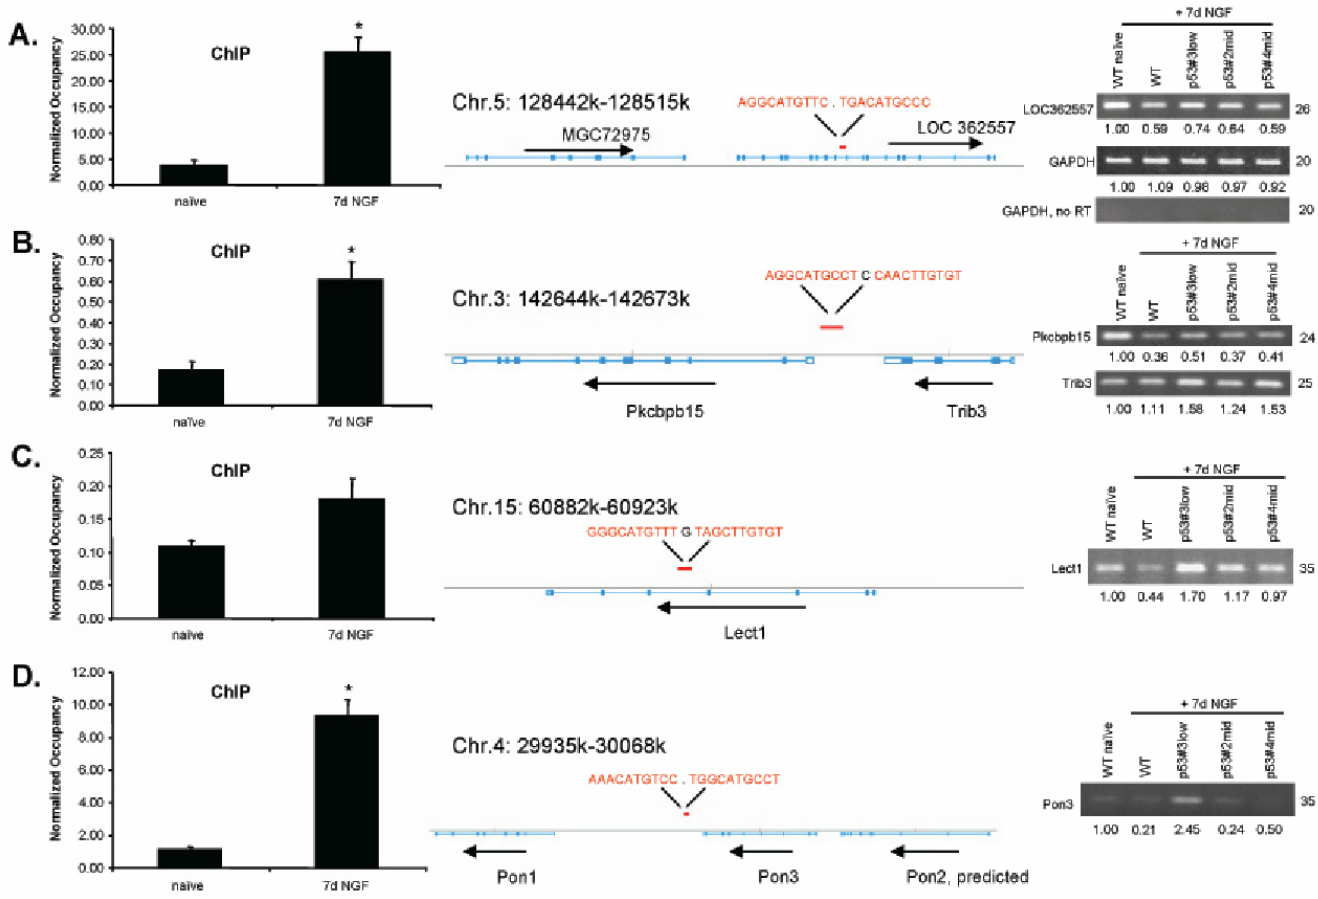 A.
Normalized Occupancy
30.00
25.00
20.00
15.00
10.00
5.00
0.00
ChIP
*
naïve
7d NGF
Chr.5: 128442k-128515k
AGGCATGTTC . TGACATGCCC
MGC72975
LOC 362557
+ 7d NGF
WT naïve
WT
p53#3low
p53#2mid
p53#4mid
LOC362557
26
1.00 0.59 0.74 0.64 0.59
GAPDH
20
1.00 1.09 0.96 0.97 0.92
GAPDH, no RT
20
B.
Normalized Occupancy
0.80
0.70
0.60
0.50
0.40
0.30
0.20
0.10
0.00
ChIP
*
naïve
7d NGF
Chr.3: 142644k-142673k
AGGCATGCCT C CAACTTGTGT
Pkcbpb15
Trib3
+ 7d NGF
WT naïve
WT
p53#3low
p53#2mid
p53#4mid
Pkcbpb15
24
1.00 0.36 0.51 0.37 0.41
Trib3
25
1.00 1.11 1.58 1.24 1.53
C.
Normalized Occupancy
0.25
0.20
0.15
0.10
0.05
0.00
ChIP
naïve
7d NGF
Chr.15: 60882k-60923k
GGGCATGTTT G TAGCTTGTGT
Lect1
+ 7d NGF
WT naïve
WT
p53#3low
p53#2mid
p53#4mid
Lect1
35
1.00 0.44 1.70 1.17 0.97
D.
Normalized Occupancy
12.00
10.00
8.00
6.00
4.00
2.00
0.00
ChIP
*
naïve
7d NGF
Chr.4: 29935k-30068k
AAACATGTCC . TGGCATGCCT
Pon1
Pon3
Pon2, predicted
+ 7d NGF
WT naïve
WT
p53#3low
p53#2mid
p53#4mid
Pon3
35
1.00 0.21 2.45 0.24 0.50